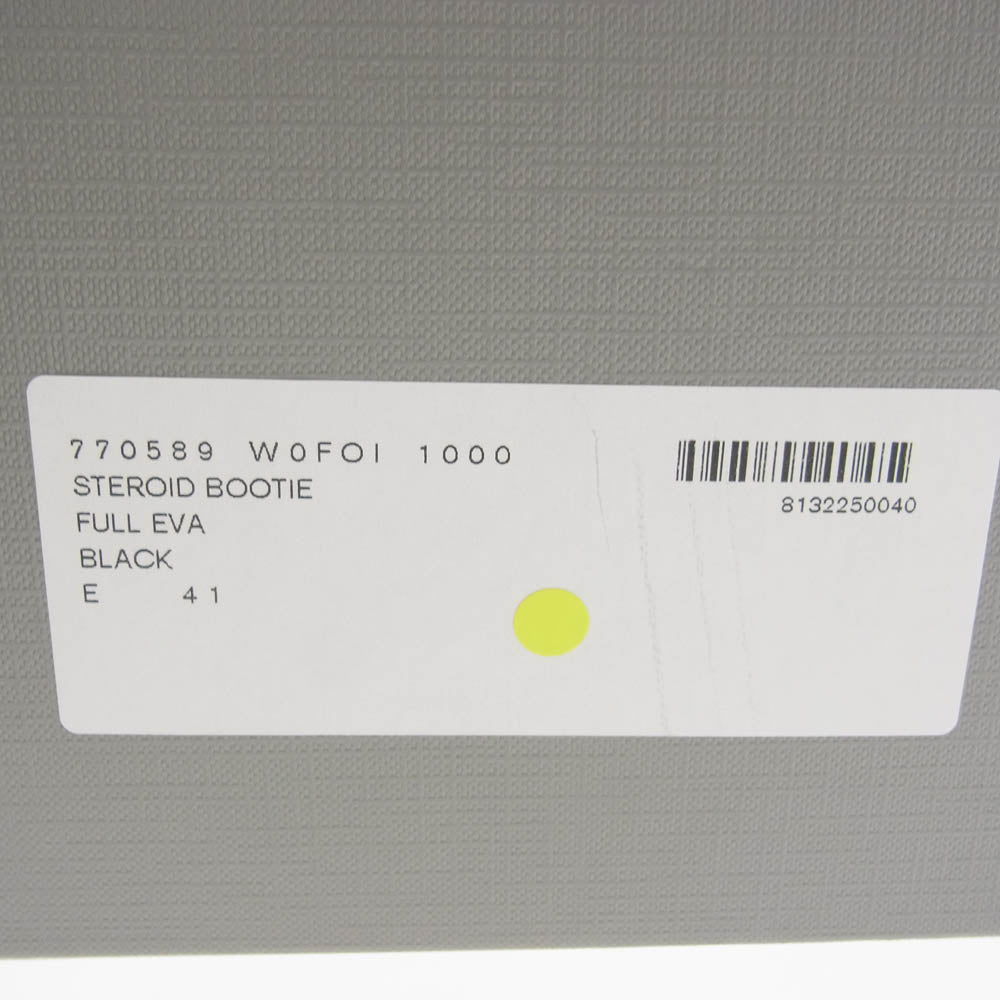 770589 W0FOI 1000
STEROID BOOTIE
FULL EVA
BLACK
E 41
8132250040